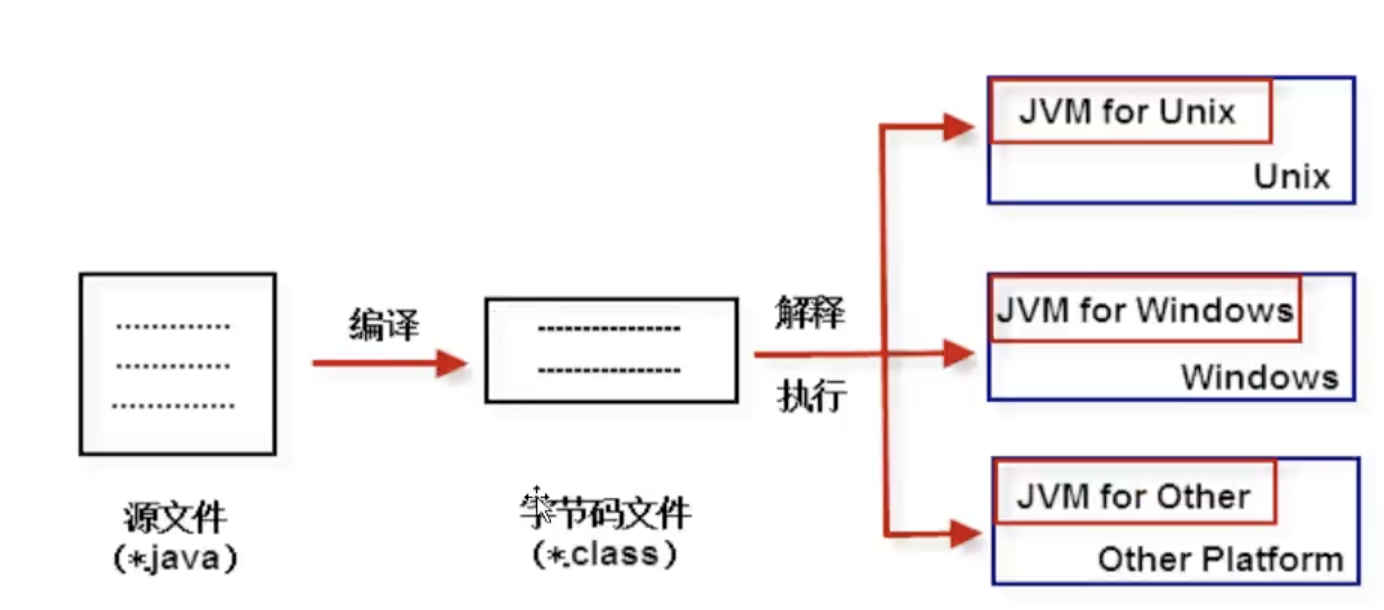 源文件
(*.java)
编译
字节码文件
(*.class)
解释
执行
JVM for Unix
Unix
JVM for Windows
Windows
JVM for Other
Other Platform